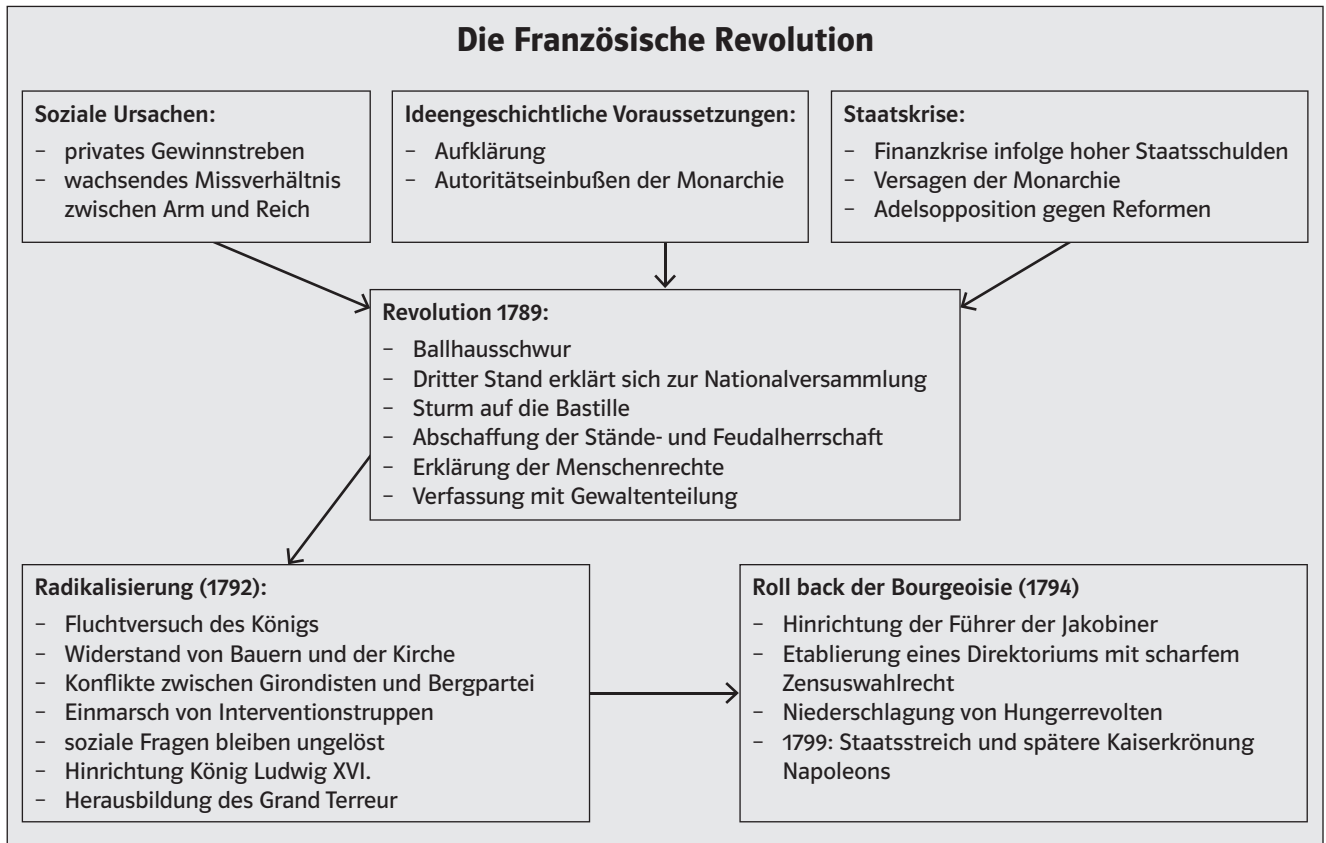 Die Französische Revolution
Soziale Ursachen:
– privates Gewinnstreben
– wachsendes Missverhältnis
zwischen Arm und Reich
Ideengeschichtliche Voraussetzungen:
– Aufklärung
– Autoritätseinbußen der Monarchie
Staatskrise:
– Finanzkrise infolge hoher Staatsschulden
– Versagen der Monarchie
– Adelsopposition gegen Reformen
Revolution 1789:
– Ballhausschwur
– Dritter Stand erklärt sich zur Nationalversammlung
– Sturm auf die Bastille
– Abschaffung der Stände- und Feudalherrschaft
– Erklärung der Menschenrechte
– Verfassung mit Gewaltenteilung
Radikalisierung (1792):
– Fluchtversuch des Königs
– Widerstand von Bauern und der Kirche
– Konflikte zwischen Girondisten und Bergpartei
– Einmarsch von Interventionstruppen
– soziale Fragen bleiben ungelöst
– Hinrichtung König Ludwig XVI.
– Herausbildung des Grand Terreur
Roll back der Bourgeoisie (1794)
– Hinrichtung der Führer der Jakobiner
– Etablierung eines Direktoriums mit scharfem
Zensuswahlrecht
– Niederschlagung von Hungerrevolten
– 1799: Staatsstreich und spätere Kaiserkrönung
Napoleons